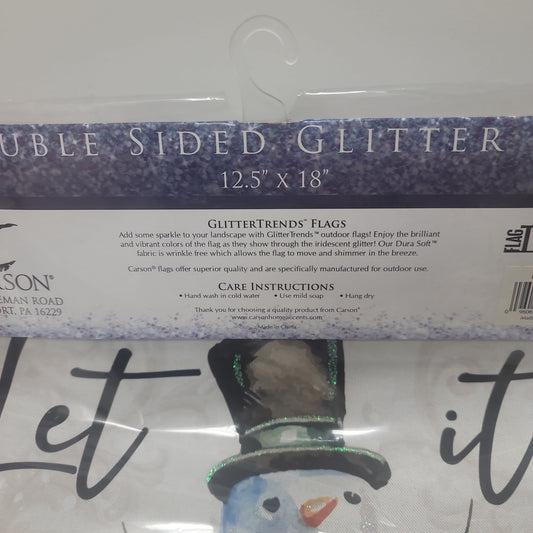 UBLE SIDED GLITTER
12.5" X 18"
GLITTERTRENDS™ FLAGS
Add some sparkle to your landscape with GlitterTrends™ outdoor flags! Enjoy the brilliant
and vibrant colors of the flag as they show through the iridescent glitter! Our Dura Soft™
fabric is wrinkle free which allows the flag to move and shimmer in the breeze.
Carson® flags offer superior quality and are specifically manufactured for outdoor use.
CARE INSTRUCTIONS
• Hand wash in cold water • Use mild soap • Hang dry
Thank you for choosing a quality product from Carson®
www.carsonhomeaccents.com
Made in China
RSON®
EMAN ROAD
ORT, PA 16229
FLAG
Let it